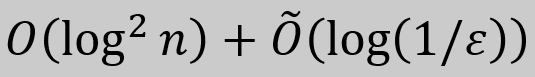 O(log² n) + Õ(log(1/ε))